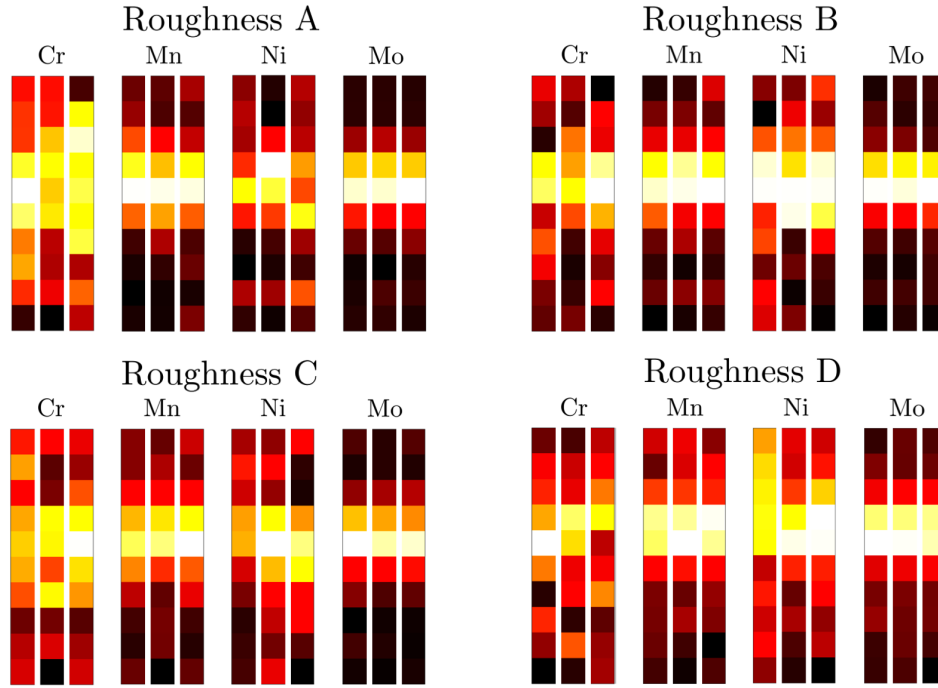 Roughness A
Cr Mn Ni Mo
Roughness B
Cr Mn Ni Mo
Roughness C
Cr Mn Ni Mo
Roughness D
Cr Mn Ni Mo